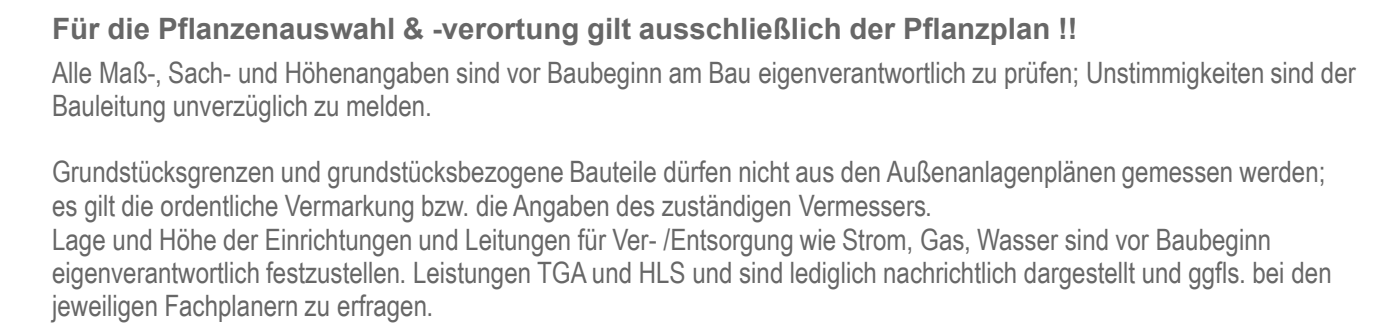 Für die Pflanzenauswahl & -verortung gilt ausschließlich der Pflanzplan !!
Alle Maß-, Sach- und Höhenangaben sind vor Baubeginn am Bau eigenverantwortlich zu prüfen; Unstimmigkeiten sind der
Bauleitung unverzüglich zu melden.
Grundstücksgrenzen und grundstücksbezogene Bauteile dürfen nicht aus den Außenanlagenplänen gemessen werden;
es gilt die ordentliche Vermarkung bzw. die Angaben des zuständigen Vermessers.
Lage und Höhe der Einrichtungen und Leitungen für Ver- /Entsorgung wie Strom, Gas, Wasser sind vor Baubeginn
eigenverantwortlich festzustellen. Leistungen TGA und HLS und sind lediglich nachrichtlich dargestellt und ggfls. bei den
jeweiligen Fachplanern zu erfragen.